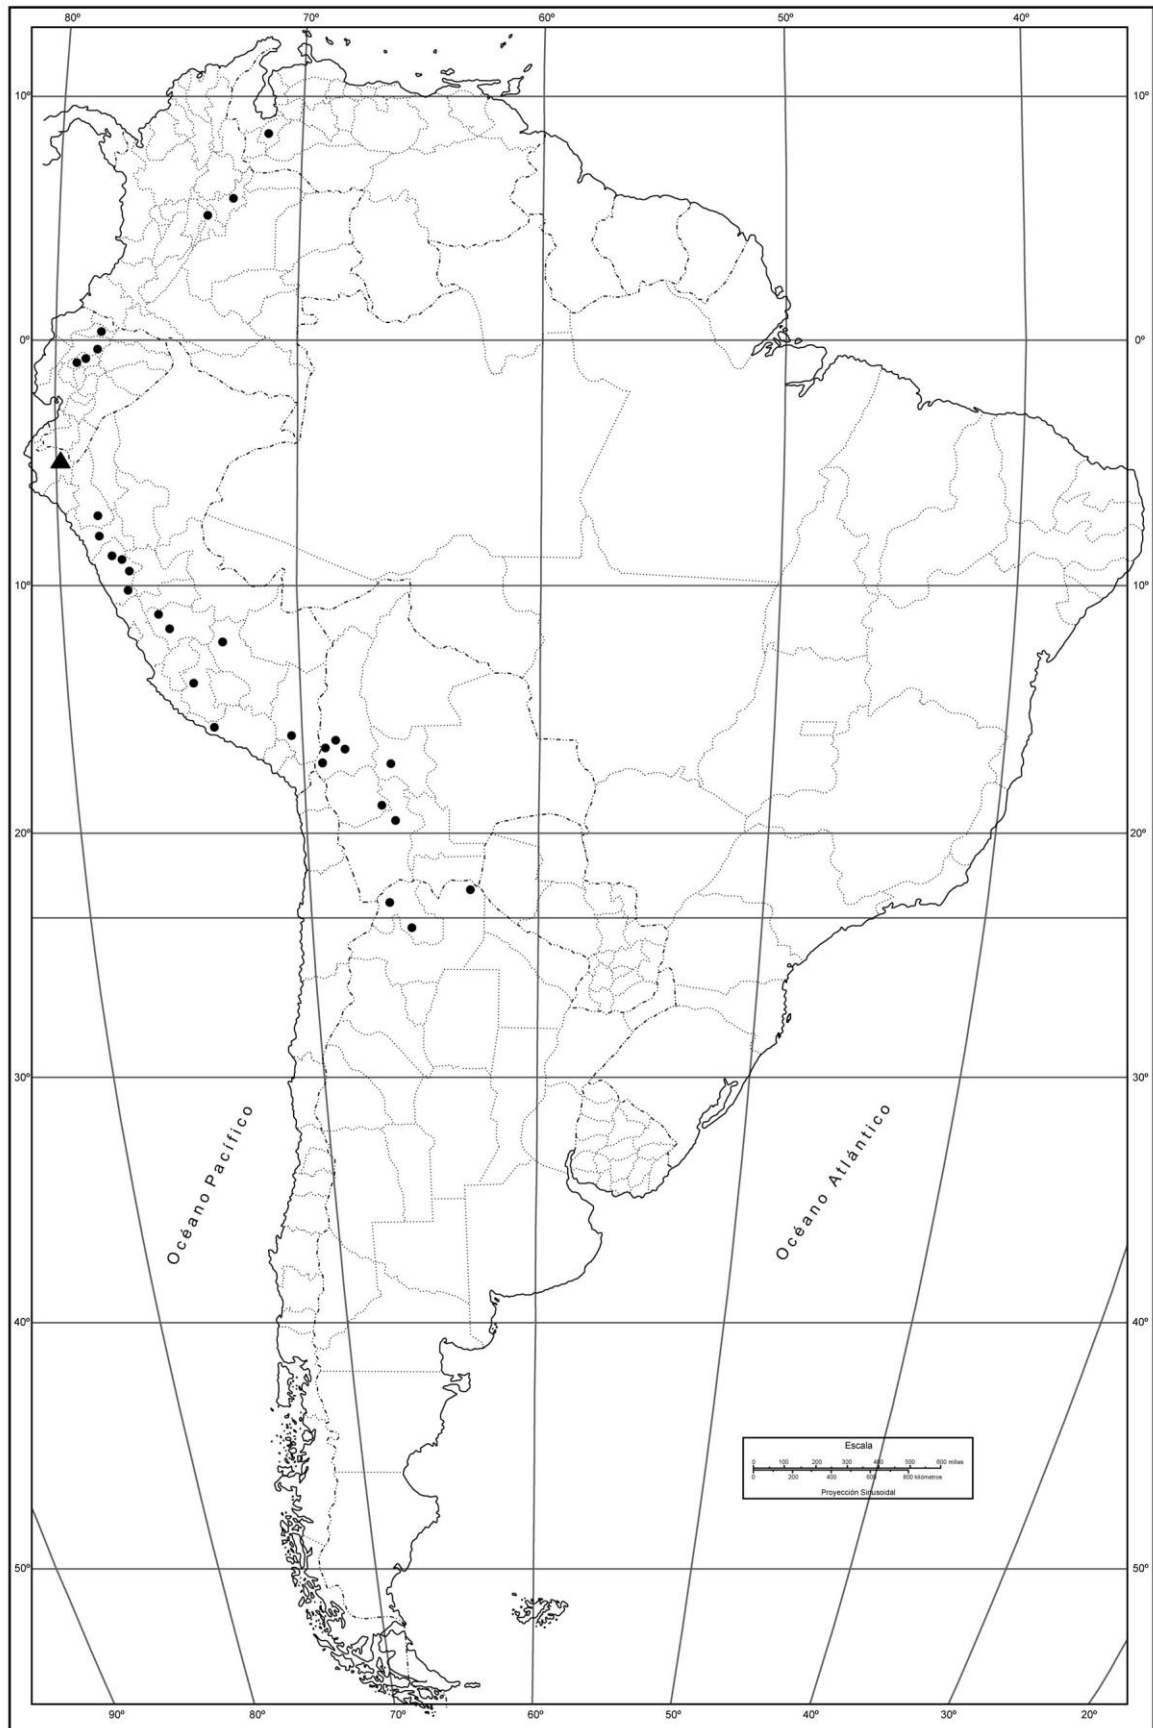 80º 70º 60º 50º 40º
10º 10º
0º 0º
10º 10º
20º 20º
30º 30º
Océano Pacífico
Océano Atlántico
40º 40º
Escala
0 100 200 300 400 500 600 millas
0 200 400 600 800 kilómetros
Proyección Sinusoidal
50º 50º
90º 80º 70º 60º 50º 40º 30º 20º